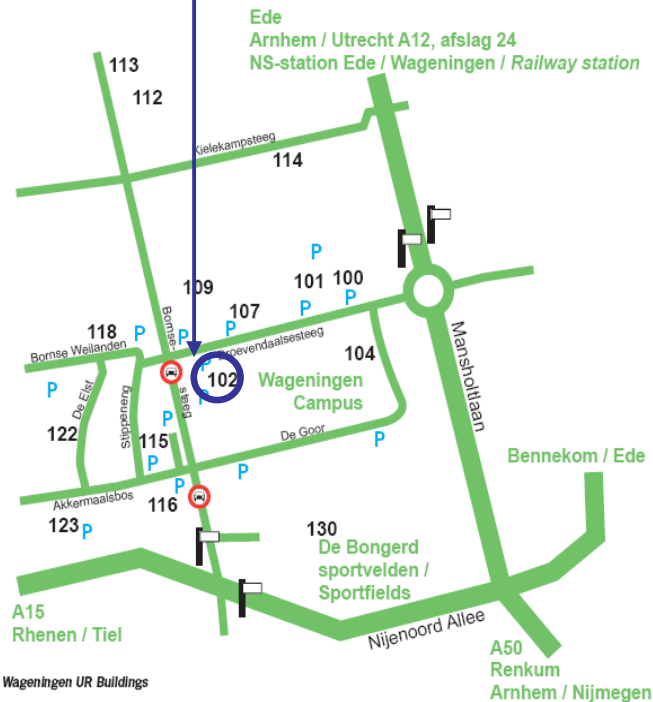 Ede
Arnhem / Utrecht A12, afslag 24
NS-station Ede / Wageningen / Railway station
113
112
Kielekampsteeg
114
P
109
101
100
107
P
P
P
P
P
118
Bornse-
steeg
Bornse Weilanden
Droevendaalsesteeg
104
Mansholtlaan
P
102
P
Wageningen
Campus
P
De Elst
Stippeneng
P
122
115
De Goor
P
P
P
P
Bennekom / Ede
Akkermaalsbos
116
123
P
130
De Bongerd
sportvelden /
Sportfields
A15
Rhenen / Tiel
Nijenoord Allee
A50
Renkum
Arnhem / Nijmegen
Wageningen UR Buildings